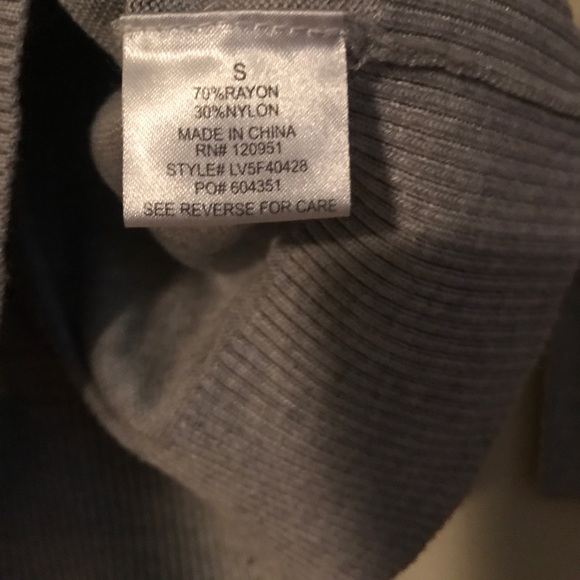 S
70%RAYON
30%NYLON
MADE IN CHINA
RN# 120951
STYLE# LV5F40428
PO# 604351
SEE REVERSE FOR CARE